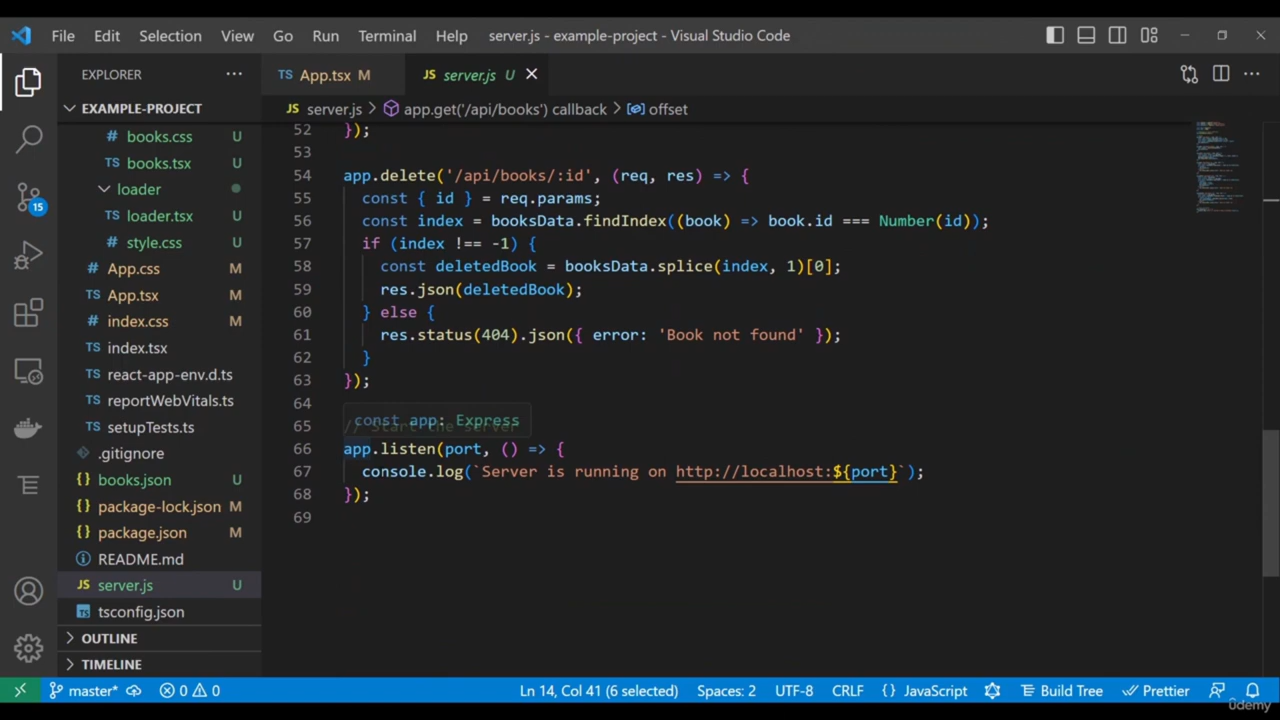 File Edit Selection View Go Run Terminal Help server.js - example-project - Visual Studio Code
EXPLORER
EXAMPLE-PROJECT
# books.css U
TS books.tsx U
loader
TS loader.tsx U
# style.css U
# App.css M
TS App.tsx M
# index.css M
TS index.tsx
TS react-app-env.d.ts
TS reportWebVitals.ts
TS setupTests.ts
.gitignore
{} books.json U
{} package-lock.json M
{} package.json M
README.md
JS server.js U
TS tsconfig.json
OUTLINE
TIMELINE
15
TS App.tsx M
JS server.js U
JS server.js > app.get('/api/books') callback > offset
52 });
53
54 app.delete('/api/books/:id', (req, res) => {
55 const { id } = req.params;
56 const index = booksData.findIndex((book) => book.id === Number(id));
57 if (index !== -1) {
58 const deletedBook = booksData.splice(index, 1)[0];
59 res.json(deletedBook);
60 } else {
61 res.status(404).json({ error: 'Book not found' });
62 }
63 });
64
const app: Express
65 // Start the server
66 app.listen(port, () => {
67 console.log(`Server is running on http://localhost:${port}`);
68 });
69
master* 0 0 Ln 14, Col 41 (6 selected) Spaces: 2 UTF-8 CRLF {} JavaScript Build Tree Prettier
ûdemy